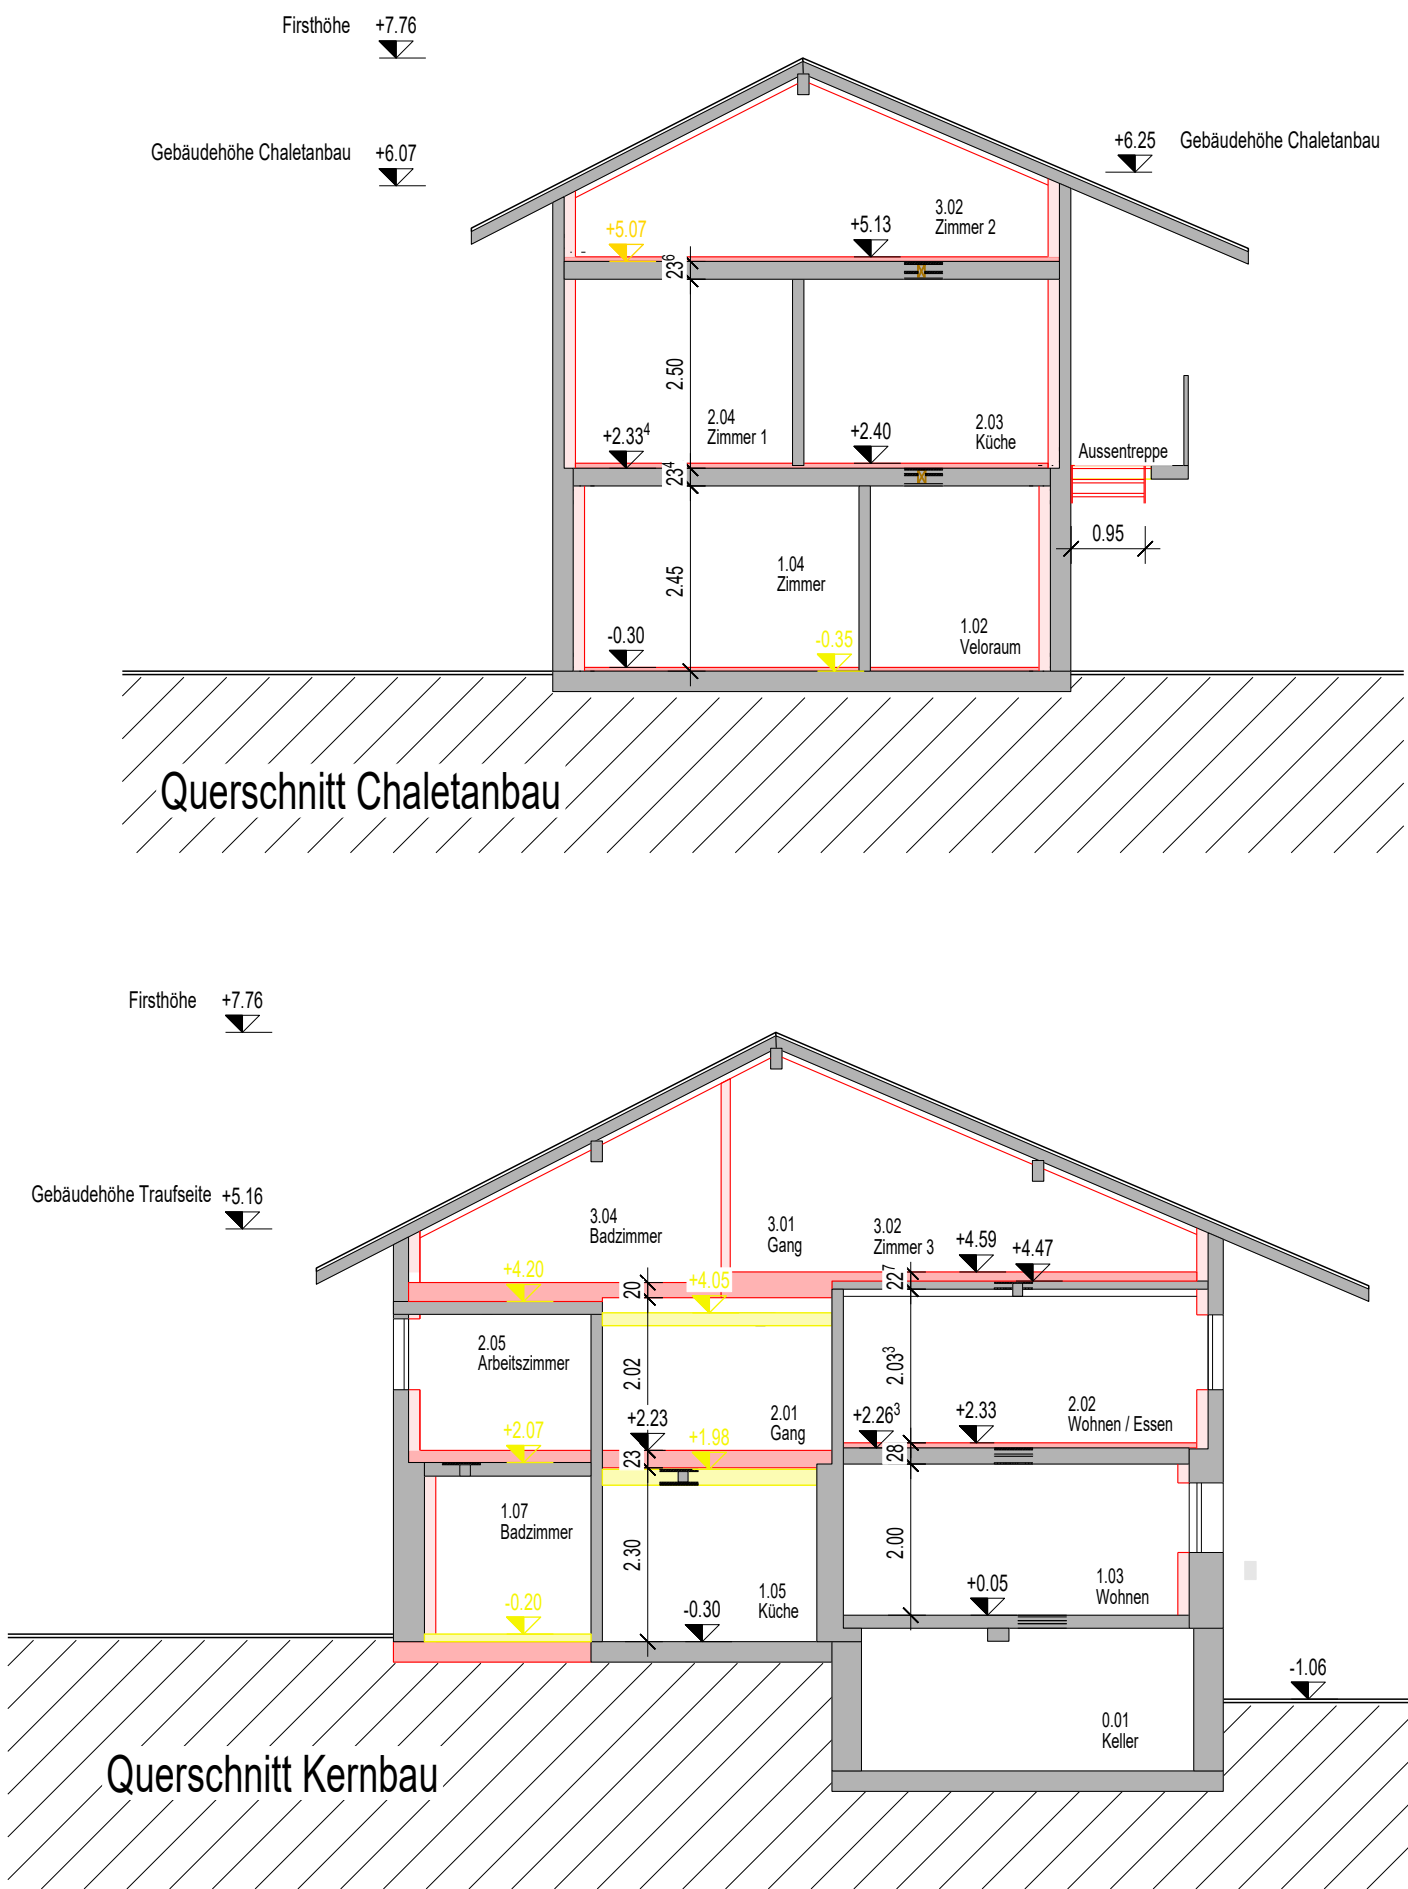 Firsthöhe +7.76
Gebäudehöhe Chaletanbau +6.07
+6.25 Gebäudehöhe Chaletanbau
3.02
Zimmer 2
+5.07
+5.13
23⁶
2.50
2.04
Zimmer 1
+2.33⁴
+2.40
2.03
Küche
Aussentreppe
23⁴
0.95
2.45
1.04
Zimmer
-0.30
-0.35
1.02
Veloraum
Querschnitt Chaletanbau
Firsthöhe +7.76
Gebäudehöhe Traufseite +5.16
3.04
Badzimmer
3.01
Gang
3.02
Zimmer 3
+4.59
+4.47
+4.20
20
+4.05
22⁷
2.05
Arbeitszimmer
2.02
2.03³
2.01
Gang
2.02
Wohnen / Essen
+2.23
+2.26³
+2.33
+2.07
+1.98
23
28
1.07
Badzimmer
2.30
2.00
1.05
Küche
+0.05
1.03
Wohnen
-0.20
-0.30
-1.06
0.01
Keller
Querschnitt Kernbau